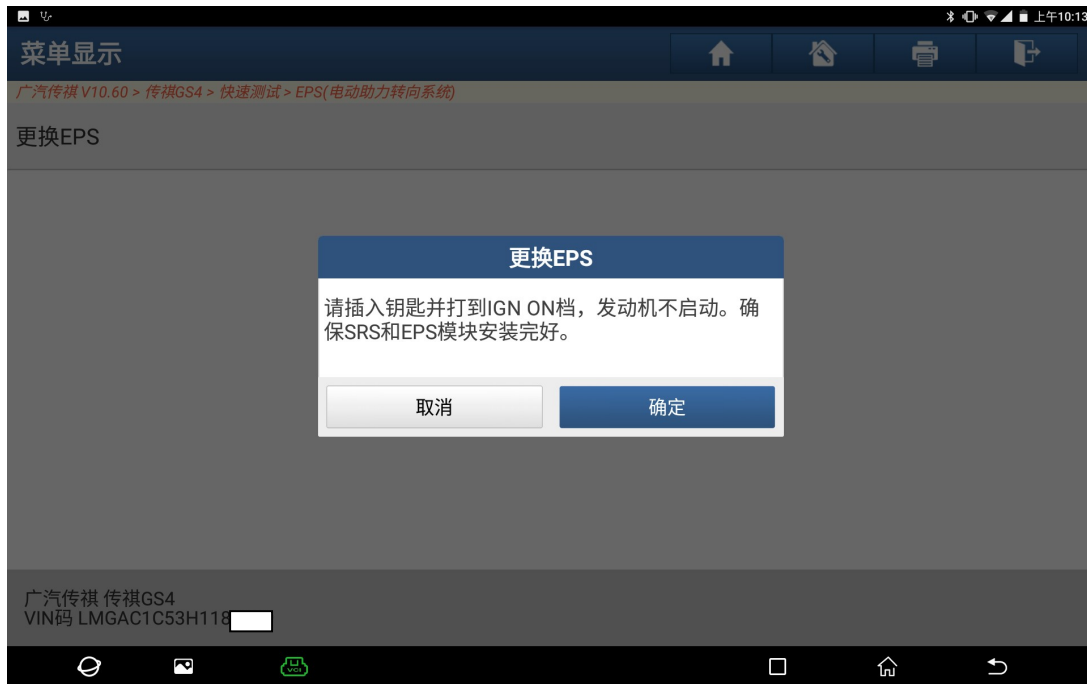 上午10:13
菜单显示
广汽传祺 V10.60 > 传祺GS4 > 快速测试 > EPS(电动助力转向系统)
更换EPS
更换EPS
请插入钥匙并打到IGN ON档，发动机不启动。确
保SRS和EPS模块安装完好。
取消
确定
广汽传祺 传祺GS4
VIN码 LMGAC1C53H118
VCI